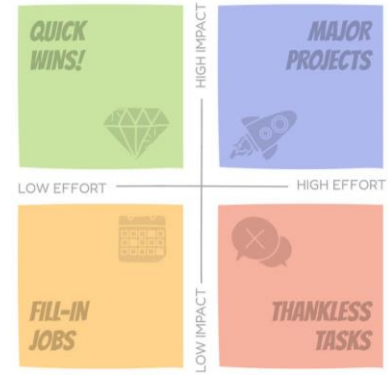 QUICK
WINS!
HIGH IMPACT
MAJOR
PROJECTS
LOW EFFORT
HIGH EFFORT
FILL-IN
JOBS
LOW IMPACT
THANKLESS
TASKS